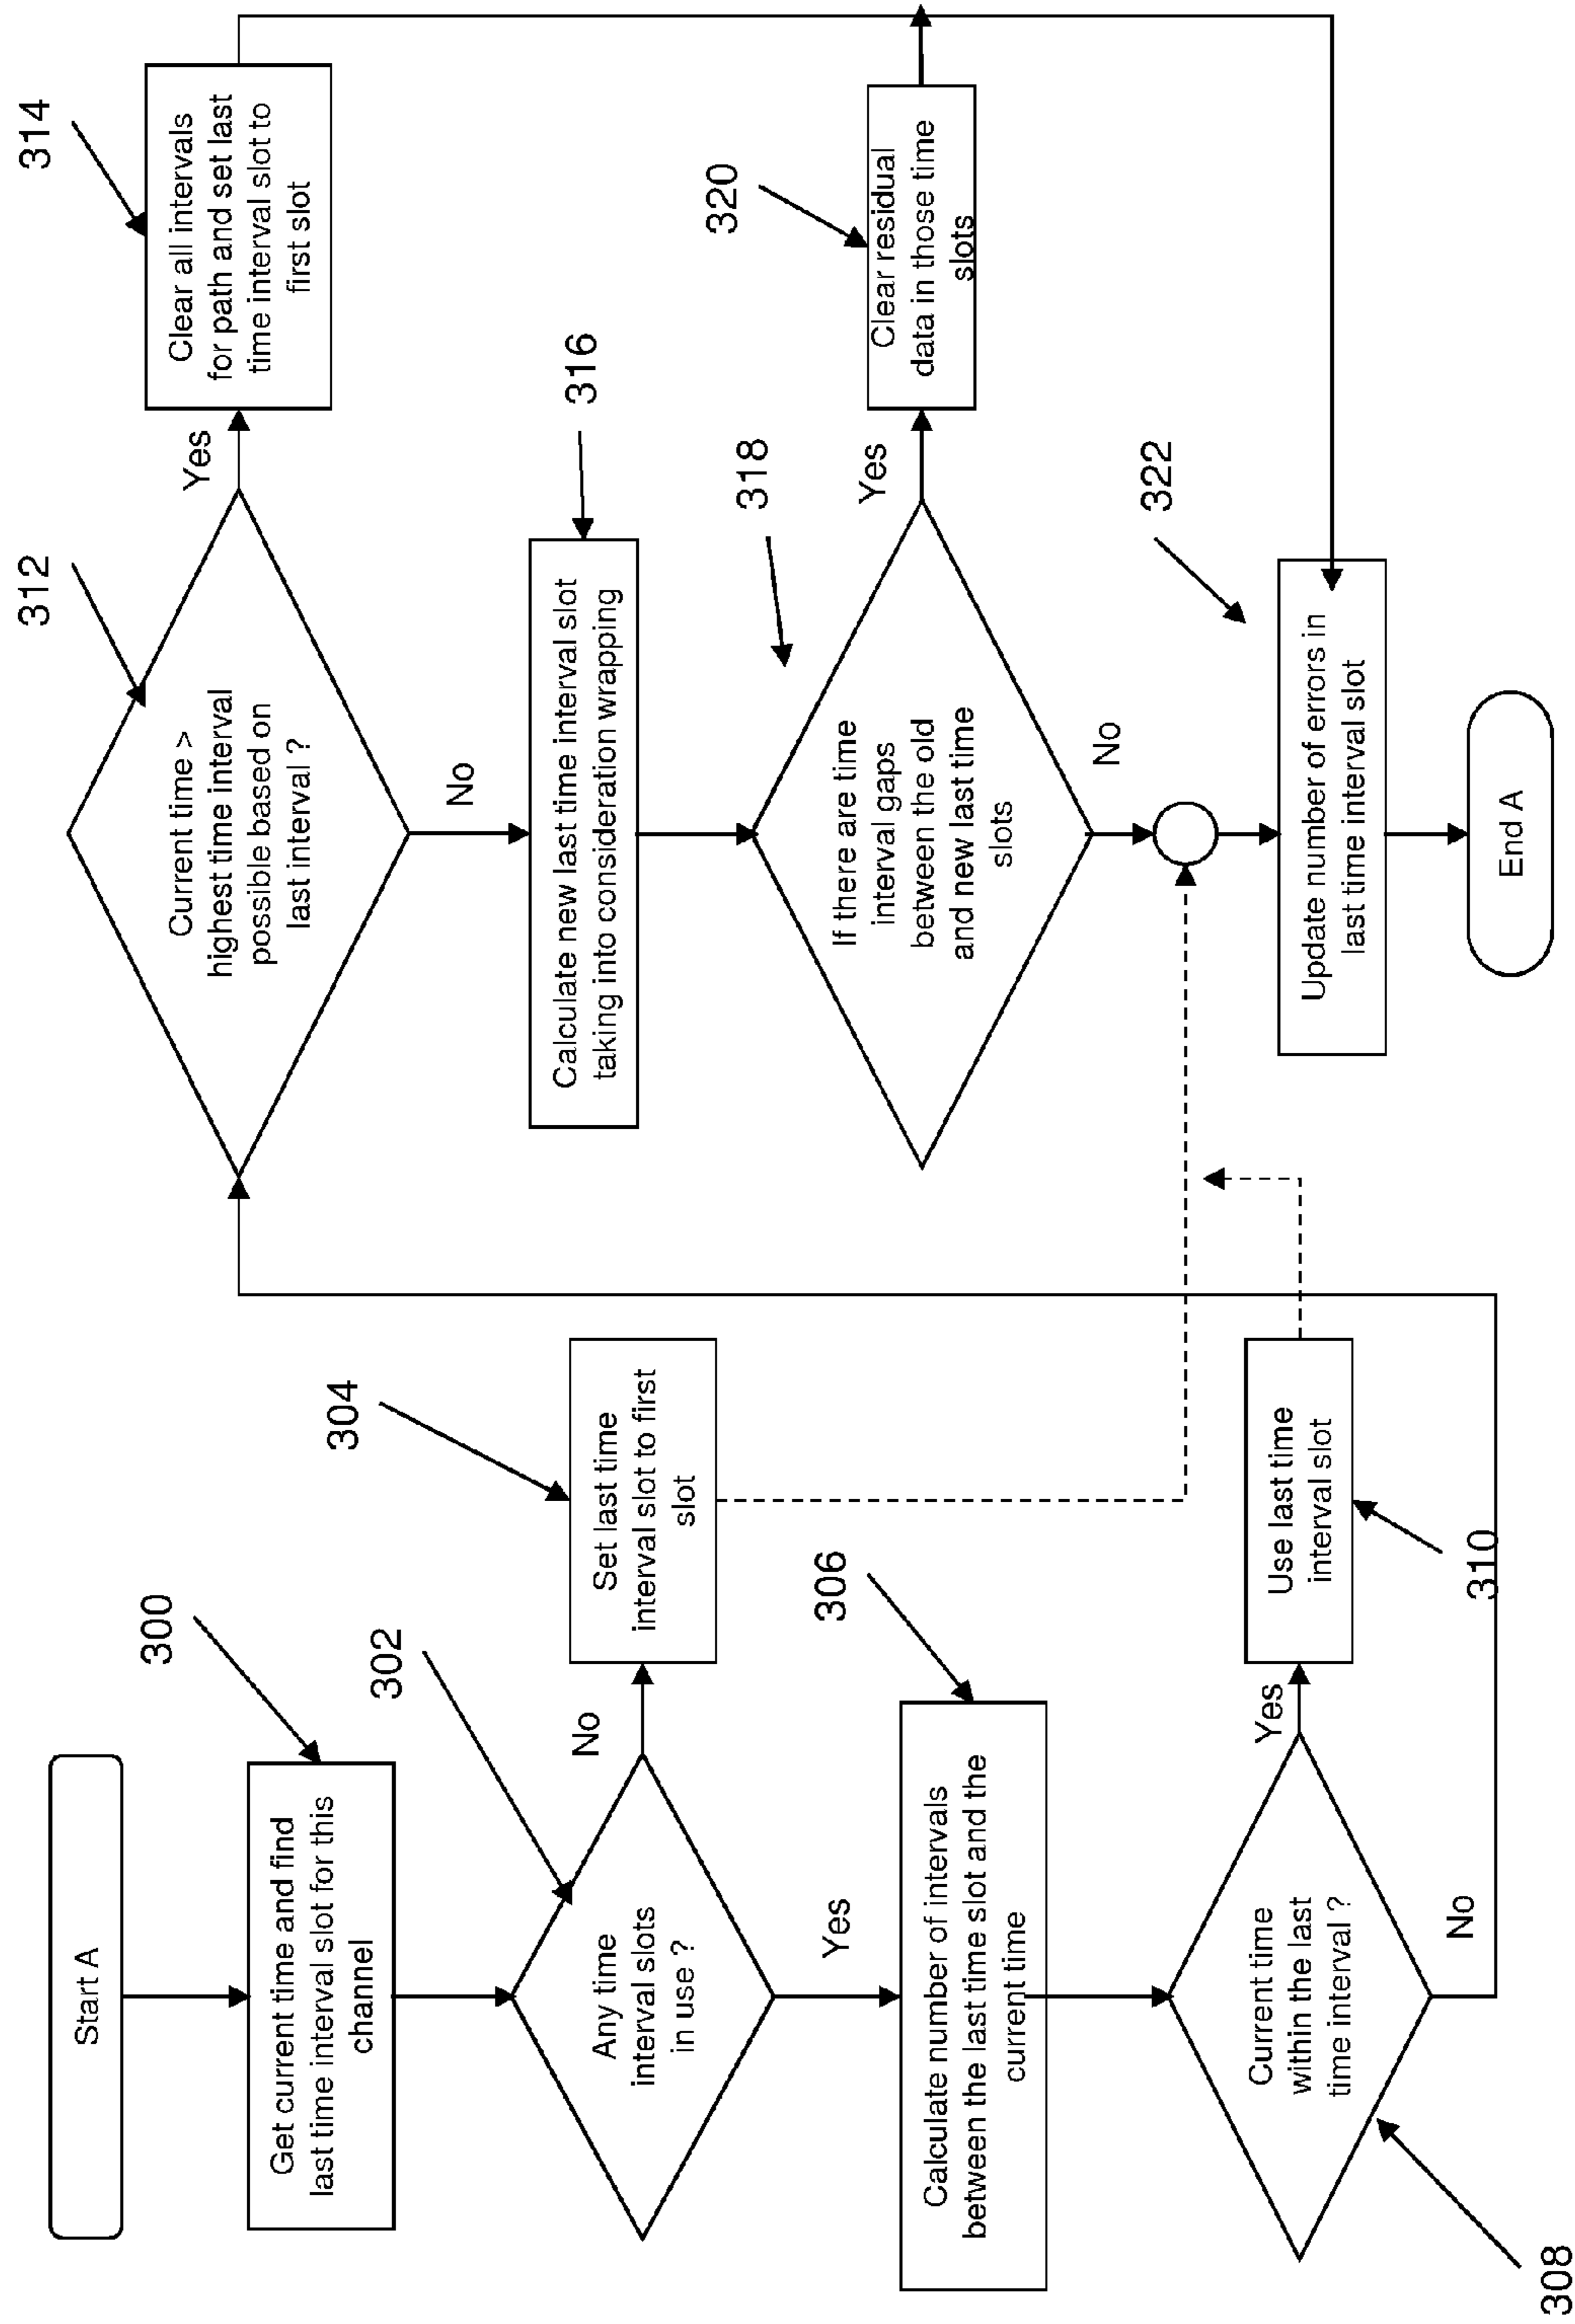 Start A
300
Get current time and find
last time interval slot for this
channel
302
Any time
interval slots
in use ?
No
304
Set last time
interval slot to first
slot
Yes
306
Calculate number of intervals
between the last time slot and the
current time
308
Current time
within the last
time interval ?
Yes
310
Use last time
interval slot
No
312
Current time >
highest time interval
possible based on
last interval ?
Yes
314
Clear all intervals
for path and set last
time interval slot to
first slot
No
316
Calculate new last time interval slot
taking into consideration wrapping
318
If there are time
interval gaps
between the old
and new last time
slots
Yes
320
Clear residual
data in those time
slots
No
322
Update number of errors in
last time interval slot
End A